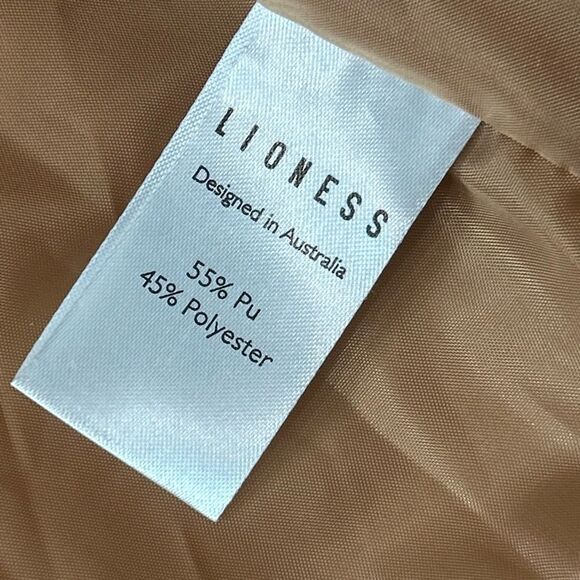 LIONESS
Designed in Australia
55% Pu
45% Polyester